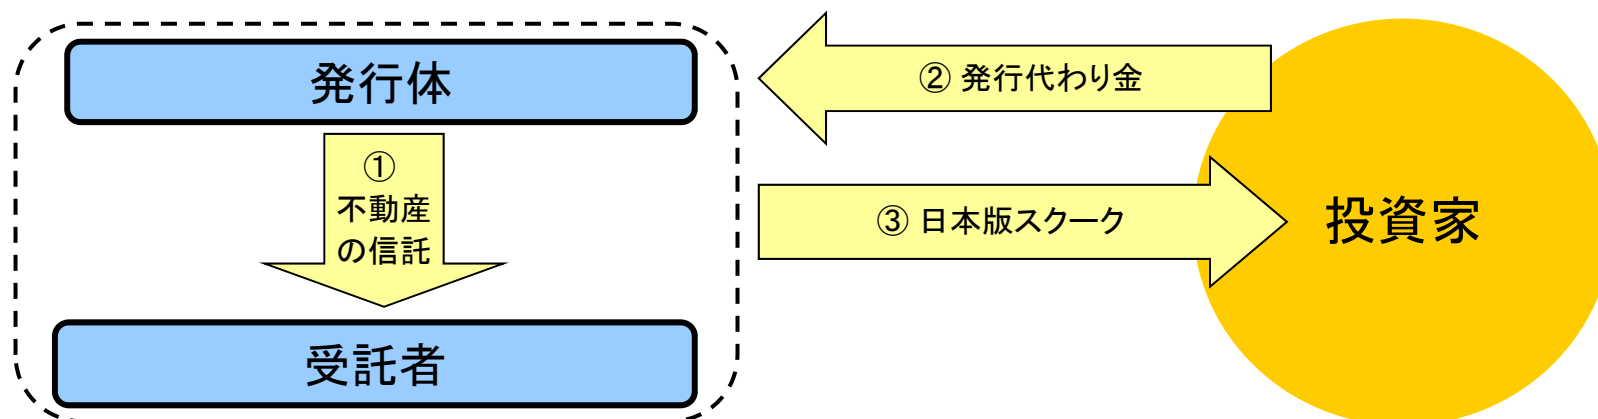 発行体
② 発行代わり金
①
不動産
の信託
③ 日本版スクーク
投資家
受託者